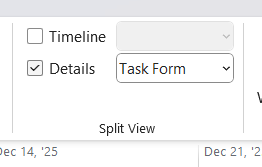 Timeline
Details Task Form
Split View
Dec 14, '25 Dec 21, '2